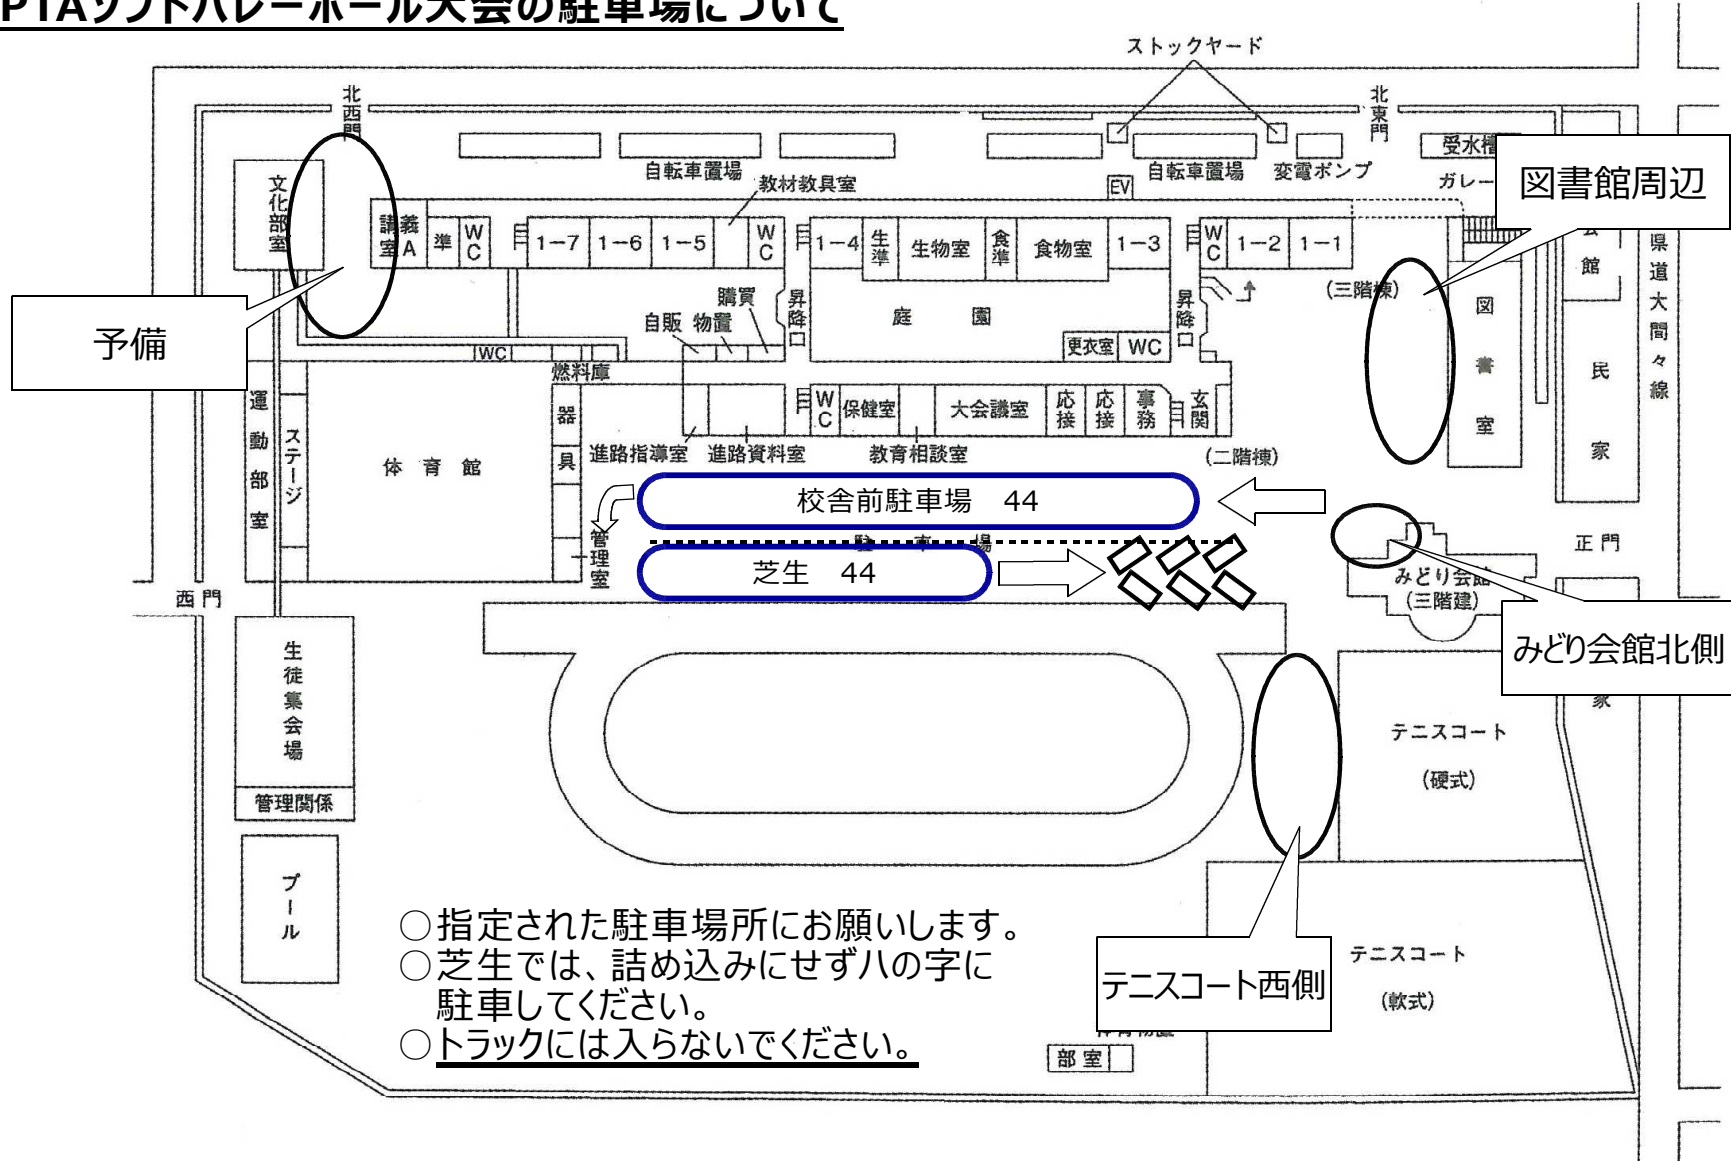 PTAソフトバレーボール大会の駐車場について
ストックヤード
北西門
北東門
受水槽
自転車置場
教材教具室
EV
自転車置場
変電ポンプ
ガレー
図書館周辺
文化部室
講義室A
準
WC
1-7
1-6
1-5
WC
1-4
生準
生物室
食準
食物室
1-3
WC
1-2
1-1
館
県道大間々線
(三階棟)
予備
購買
自販
物置
昇降口
庭園
昇降口
更衣室
WC
図書室
WC
燃料庫
民家
運動部室
ステージ
体育館
器具
WC
保健室
大会議室
応接
応接
事務
玄関
進路指導室
進路資料室
教育相談室
(二階棟)
校舎前駐車場 44
管理室
駐車場
芝生 44
正門
みどり会館
(三階建)
西門
みどり会館北側
家
生徒集会場
管理関係
テニスコート
(硬式)
プール
○指定された駐車場所にお願いします。
○芝生では、詰め込みにせずハの字に
駐車してください。
○トラックには入らないでください。
テニスコート西側
テニスコート
(軟式)
部室